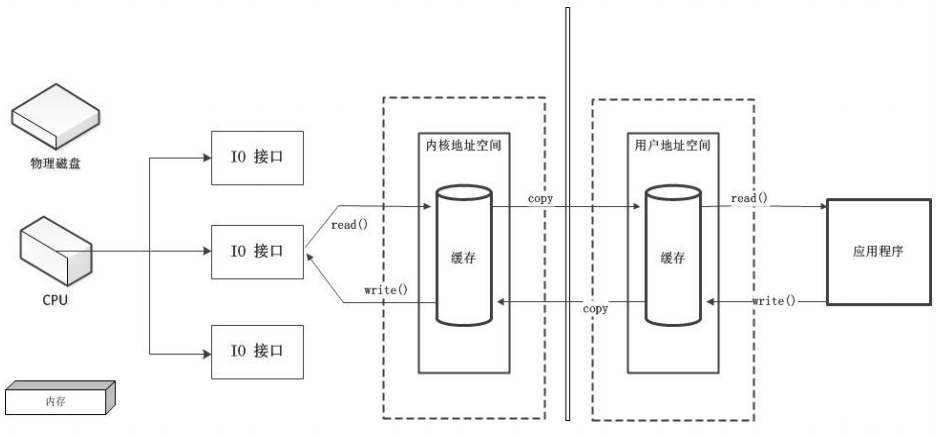 物理磁盘
CPU
内存
IO 接口
IO 接口
IO 接口
read()
write()
内核地址空间
缓存
copy
copy
用户地址空间
缓存
read()
write()
应用程序